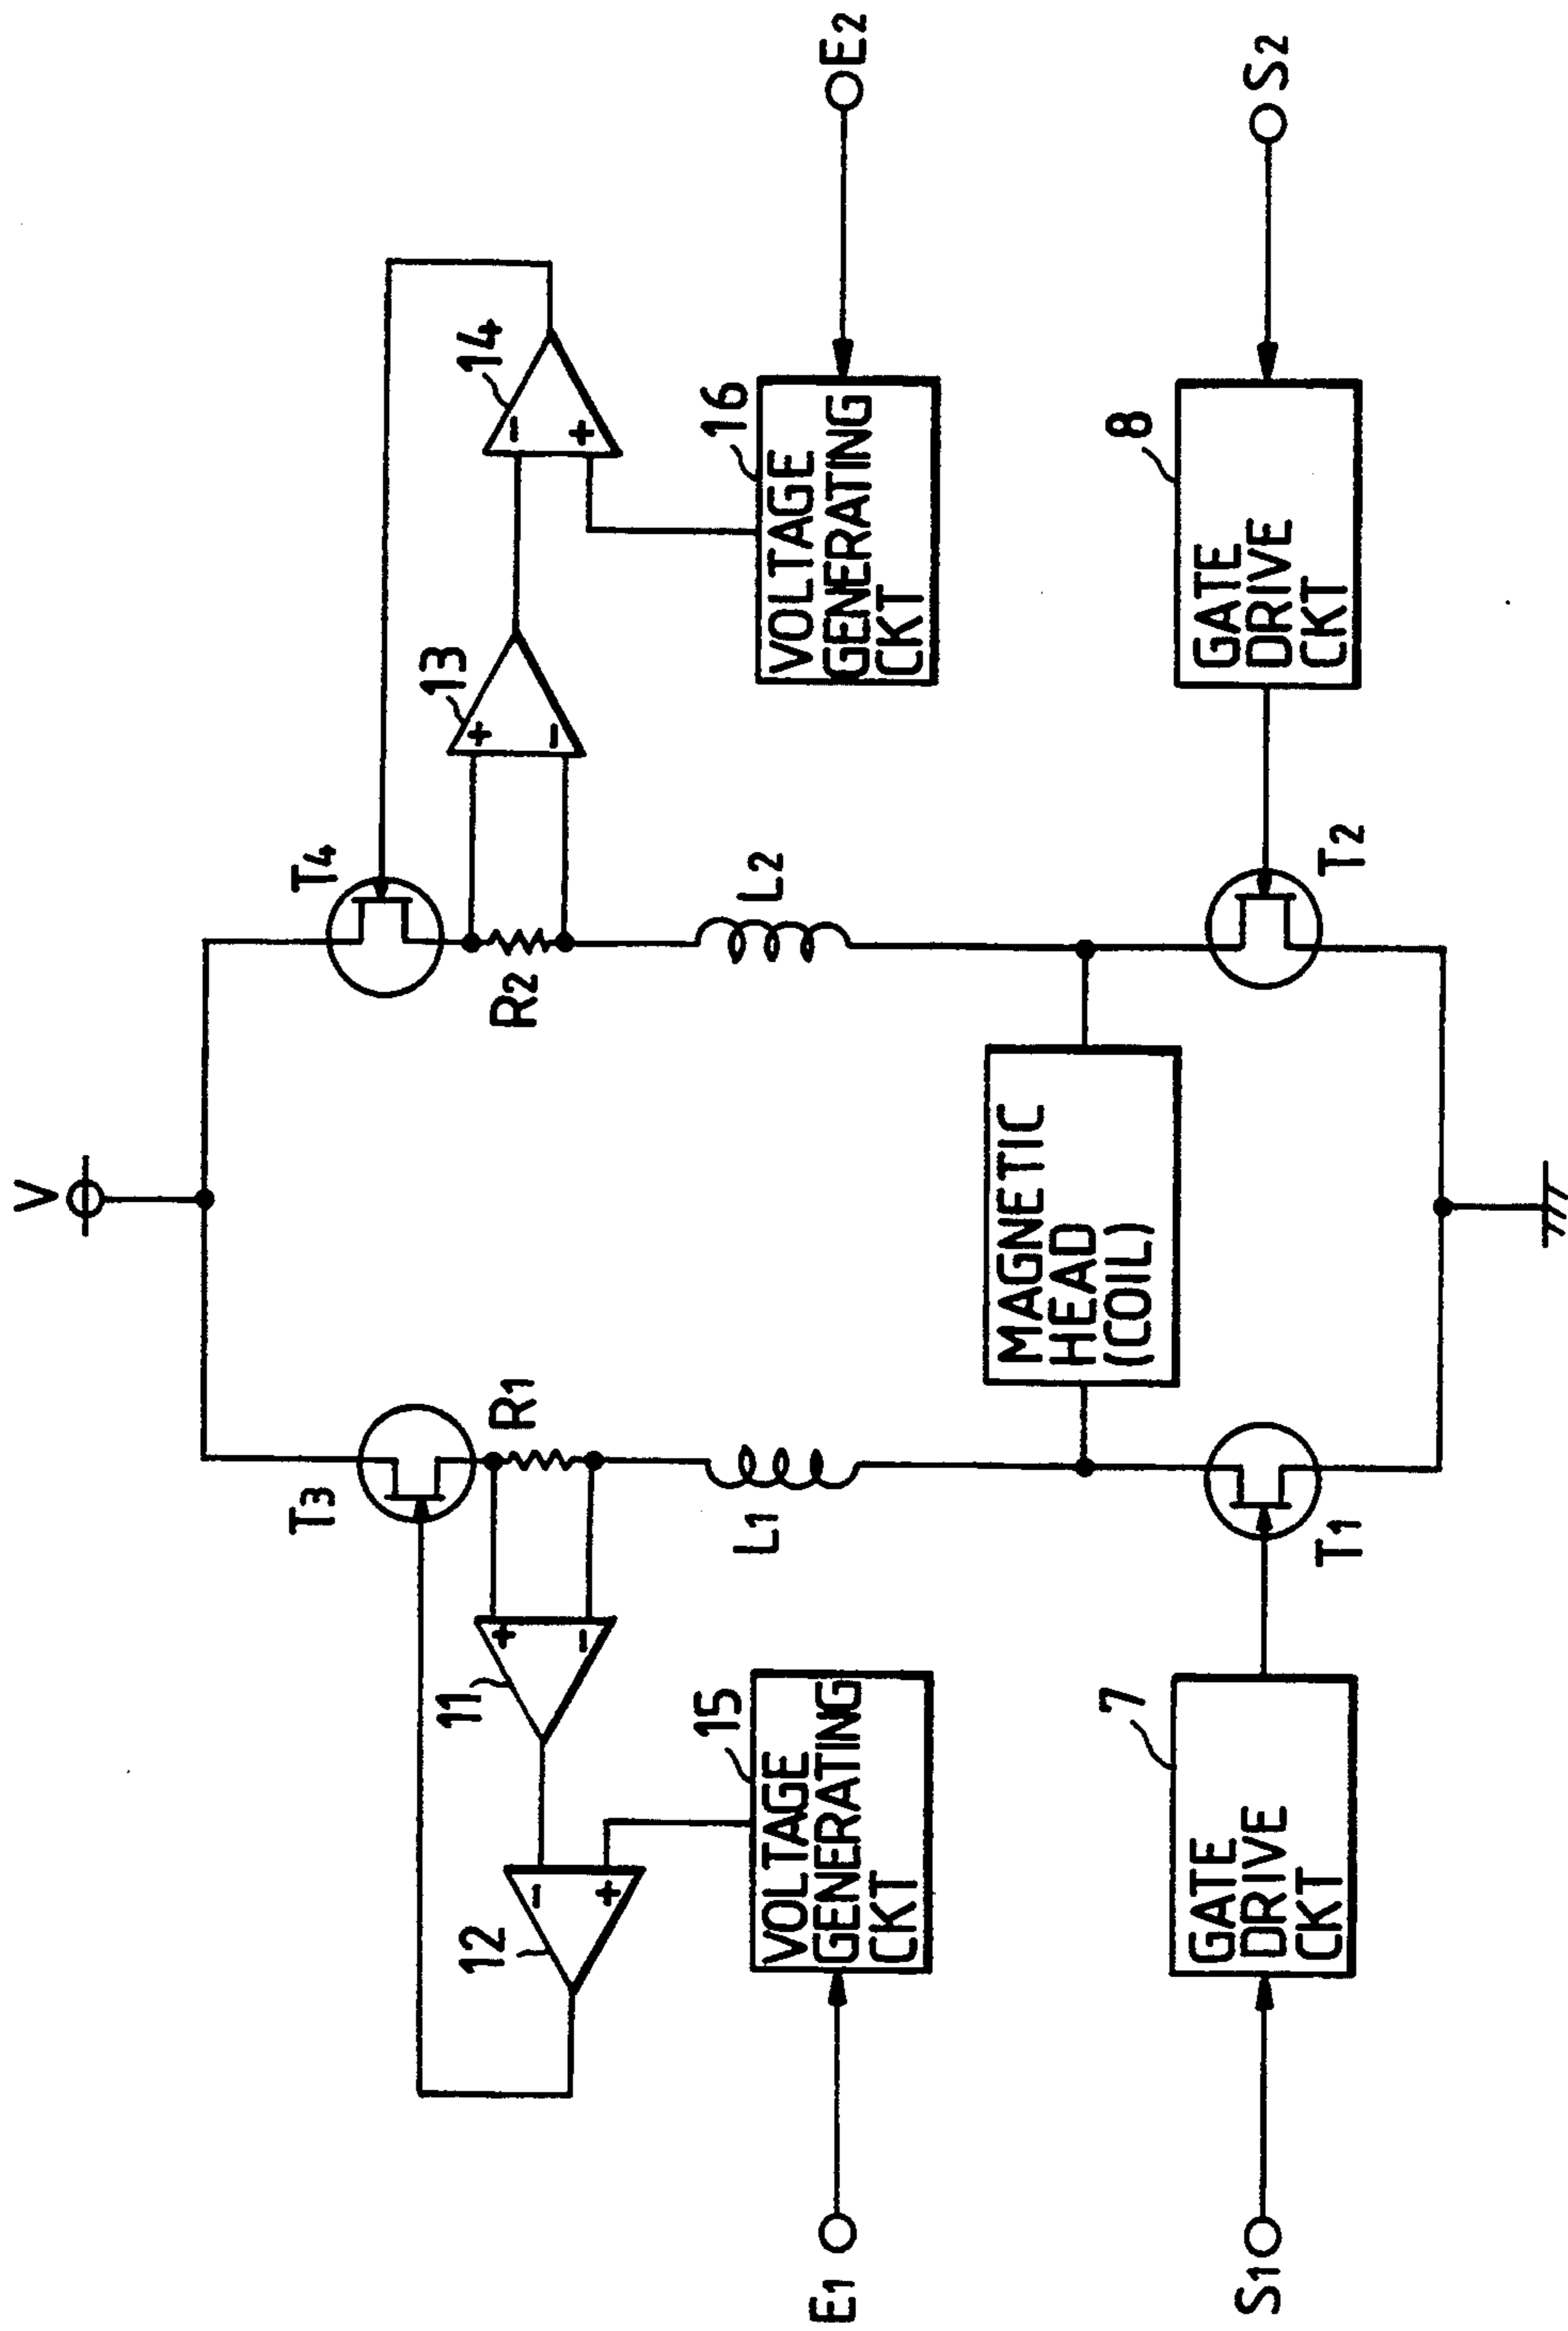 V
T3
T4
R1
R2
11
12
13
14
L1
L2
15
VOLTAGE
GENERATING
CKT
16
VOLTAGE
GENERATING
CKT
E1
E2
MAGNETIC
HEAD
(COIL)
7
GATE
DRIVE
CKT
8
GATE
DRIVE
CKT
T1
T2
S1
S2